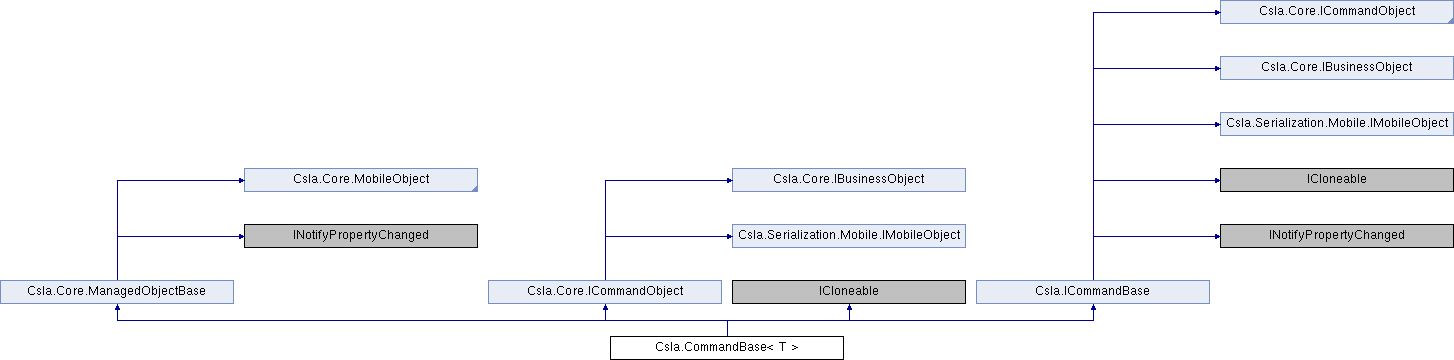 Csla.Core.ICommandObject
Csla.Core.IBusinessObject
Csla.Serialization.Mobile.IMobileObject
Csla.Core.MobileObject
Csla.Core.IBusinessObject
ICloneable
INotifyPropertyChanged
Csla.Serialization.Mobile.IMobileObject
INotifyPropertyChanged
Csla.Core.ManagedObjectBase
Csla.Core.ICommandObject
ICloneable
Csla.ICommandBase
Csla.CommandBase< T >